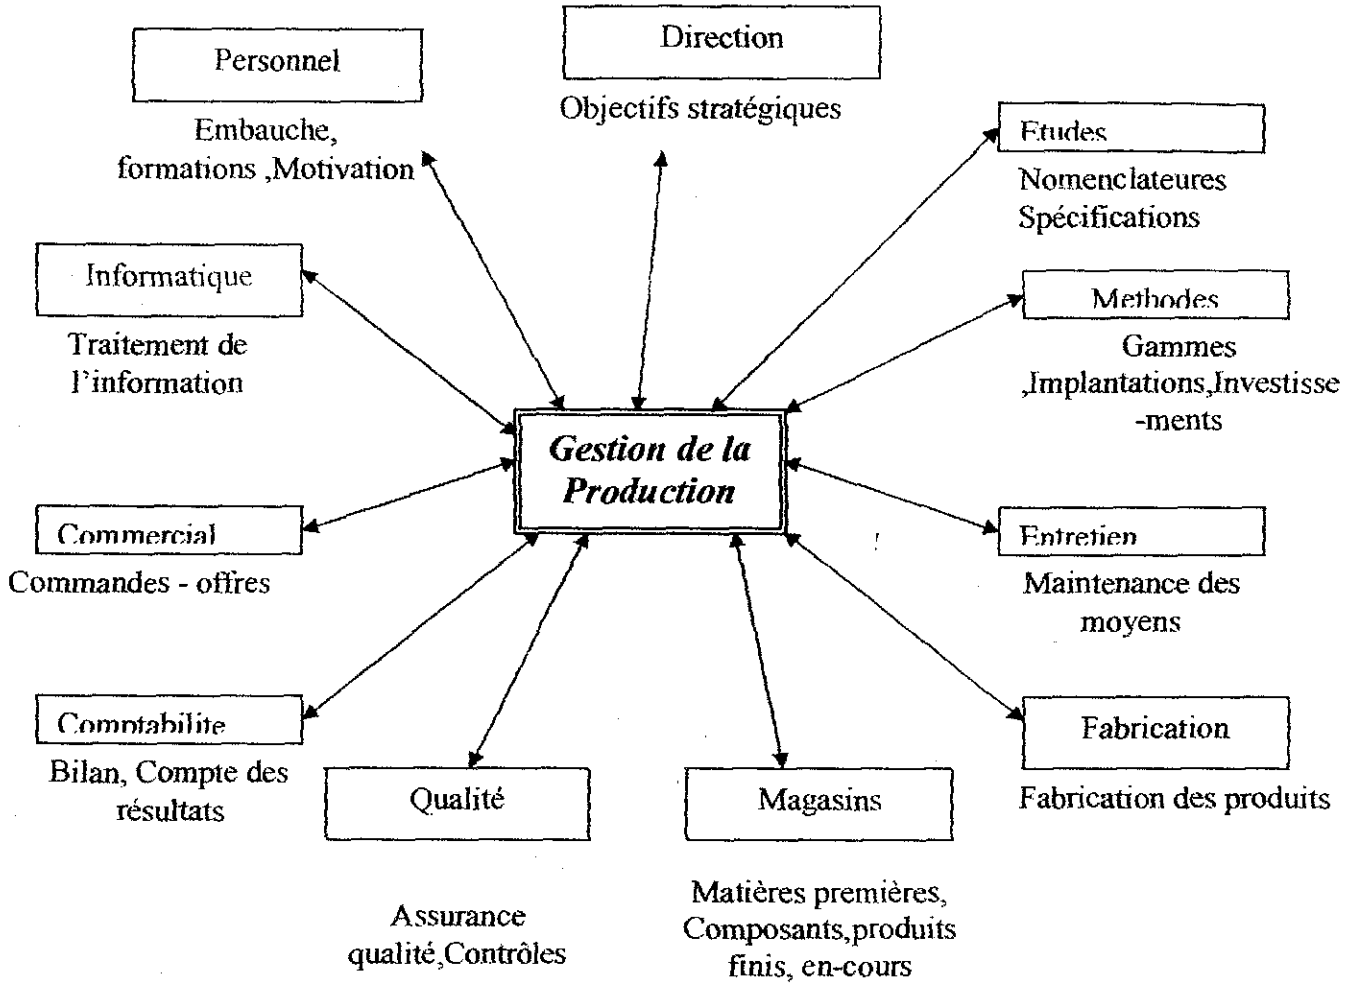 Direction
Objectifs stratégiques
Personnel
Embauche,
formations ,Motivation
Etudes
Nomenclateures
Spécifications
Informatique
Traitement de
l'information
Methodes
Gammes
,Implantations,Investisse
-ments
Gestion de la
Production
Commercial
Commandes - offres
Entretien
Maintenance des
moyens
Comptabilite
Bilan, Compte des
résultats
Fabrication
Fabrication des produits
Qualité
Assurance
qualité,Contrôles
Magasins
Matières premières,
Composants,produits
finis, en-cours